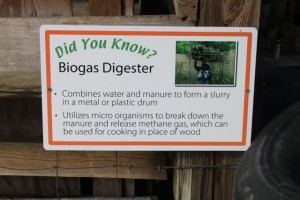 Did You Know?
Biogas Digester
• Combines water and manure to form a slurry
in a metal or plastic drum
• Utilizes micro organisms to break down the
manure and release methane gas, which can
be used for cooking in place of wood